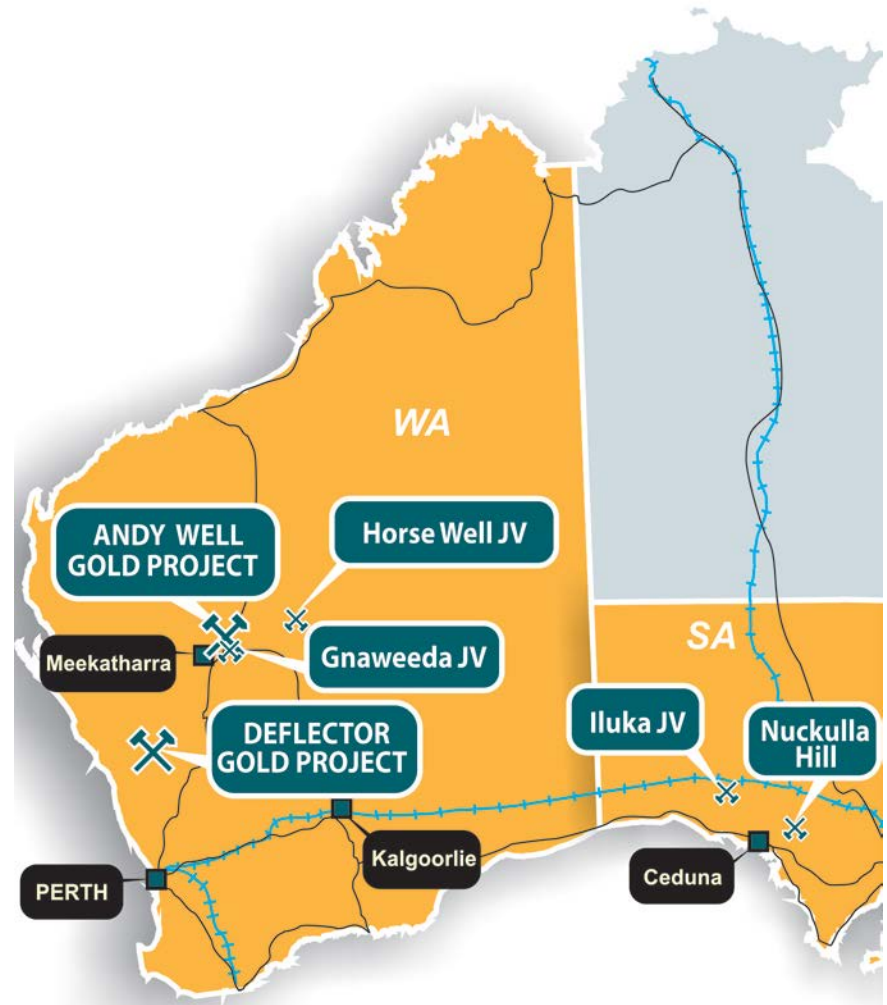 WA
ANDY WELL
GOLD PROJECT
Horse Well JV
Meekatharra
Gnaweeda JV
SA
DEFLECTOR
GOLD PROJECT
Iluka JV
Nuckulla
Hill
Kalgoorlie
PERTH
Ceduna